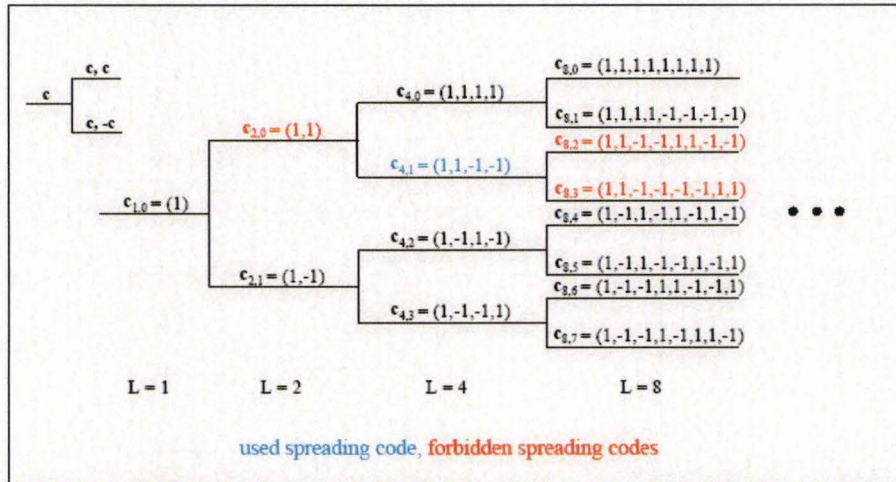 c, c
c
c, -c
c1,0 = (1)
c2,0 = (1,1)
c2,1 = (1,-1)
c4,0 = (1,1,1,1)
c4,1 = (1,1,-1,-1)
c4,2 = (1,-1,1,-1)
c4,3 = (1,-1,-1,1)
c8,0 = (1,1,1,1,1,1,1,1)
c8,1 = (1,1,1,1,-1,-1,-1,-1)
c8,2 = (1,1,-1,-1,1,1,-1,-1)
c8,3 = (1,1,-1,-1,-1,-1,1,1)
c8,4 = (1,-1,1,-1,1,-1,1,-1)
c8,5 = (1,-1,1,-1,-1,1,-1,1)
c8,6 = (1,-1,-1,1,1,-1,-1,1)
c8,7 = (1,-1,-1,1,-1,1,1,-1)
• • •
L = 1 L = 2 L = 4 L = 8
used spreading code, forbidden spreading codes